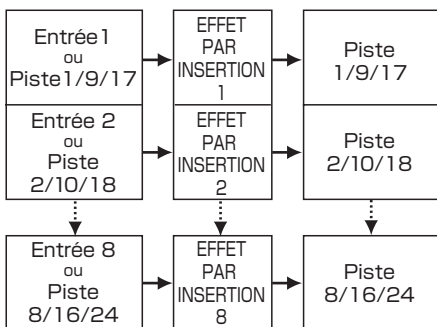 Entrée1
ou
Piste1/9/17
EFFET
PAR
INSERTION
1
Piste
1/9/17
Entrée 2
ou
Piste
2/10/18
EFFET
PAR
INSERTION
2
Piste
2/10/18
Entrée 8
ou
Piste
8/16/24
EFFET
PAR
INSERTION
8
Piste
8/16/24